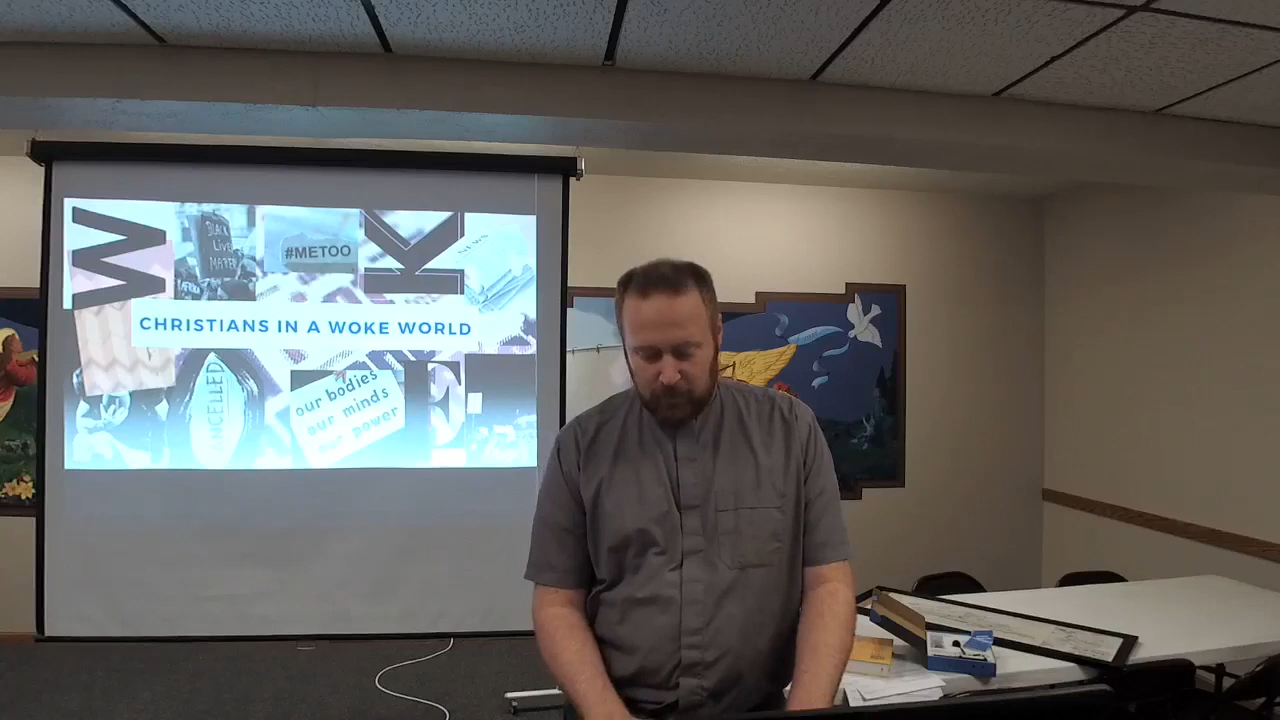 W
BLACK
LIVES
MATTER
#METOO
K
CHRISTIANS IN A WOKE WORLD
CANCELLED
our bodies
our minds
our power
E